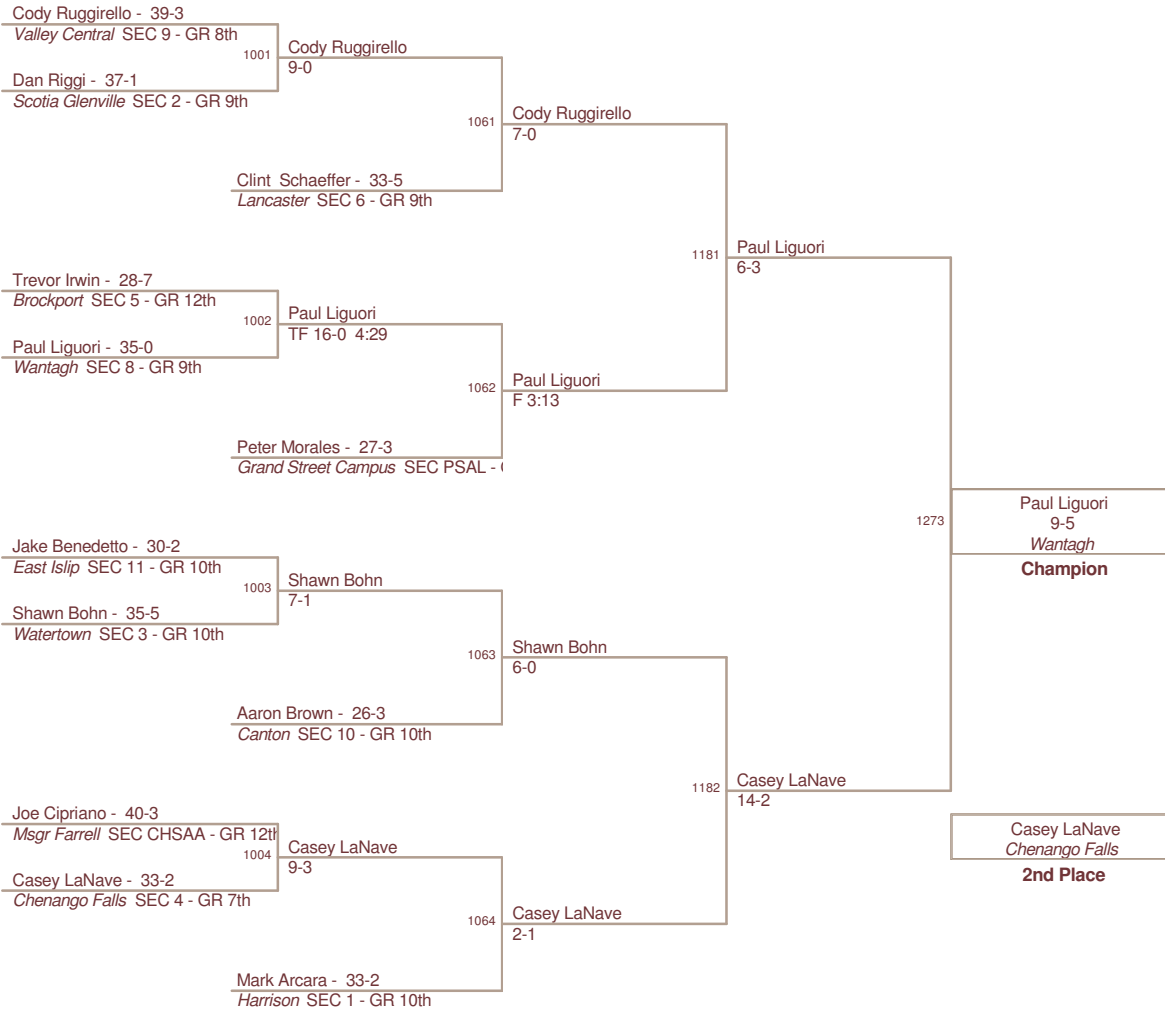 Cody Ruggirello - 39-3
Valley Central SEC 9 - GR 8th
1001
Cody Ruggirello
9-0
Dan Riggi - 37-1
Scotia Glenville SEC 2 - GR 9th
1061
Cody Ruggirello
7-0
Clint Schaeffer - 33-5
Lancaster SEC 6 - GR 9th
1181
Paul Liguori
6-3
Trevor Irwin - 28-7
Brockport SEC 5 - GR 12th
1002
Paul Liguori
TF 16-0 4:29
Paul Liguori - 35-0
Wantagh SEC 8 - GR 9th
1062
Paul Liguori
F 3:13
Peter Morales - 27-3
Grand Street Campus SEC PSAL -
1273
Paul Liguori
9-5
Wantagh
Champion
Jake Benedetto - 30-2
East Islip SEC 11 - GR 10th
1003
Shawn Bohn
7-1
Shawn Bohn - 35-5
Watertown SEC 3 - GR 10th
1063
Shawn Bohn
6-0
Aaron Brown - 26-3
Canton SEC 10 - GR 10th
1182
Casey LaNave
14-2
Joe Cipriano - 40-3
Msgr Farrell SEC CHSAA - GR 12th
1004
Casey LaNave
9-3
Casey LaNave
Chenango Falls
2nd Place
Casey LaNave - 33-2
Chenango Falls SEC 4 - GR 7th
1064
Casey LaNave
2-1
Mark Arcara - 33-2
Harrison SEC 1 - GR 10th